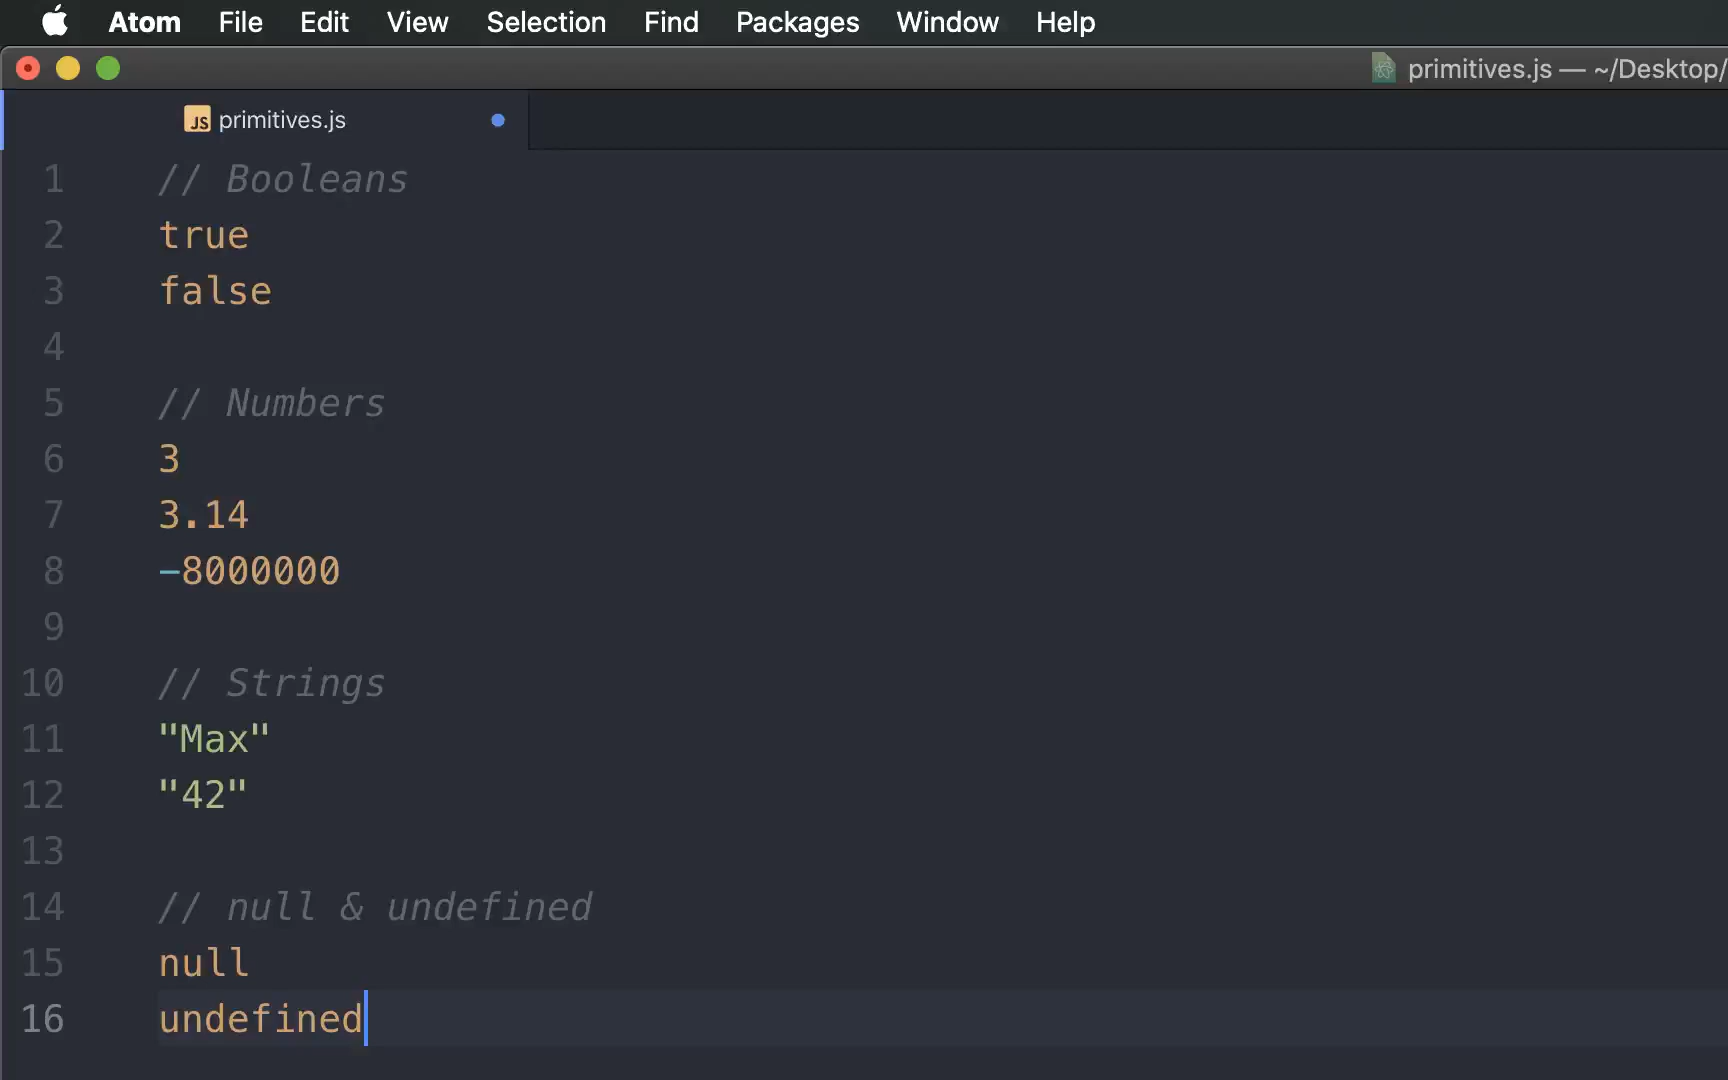 Atom File Edit View Selection Find Packages Window Help
primitives.js — ~/Desktop/
JS primitives.js
1 // Booleans
2 true
3 false
4
5 // Numbers
6 3
7 3.14
8 -8000000
9
10 // Strings
11 "Max"
12 "42"
13
14 // null & undefined
15 null
16 undefined